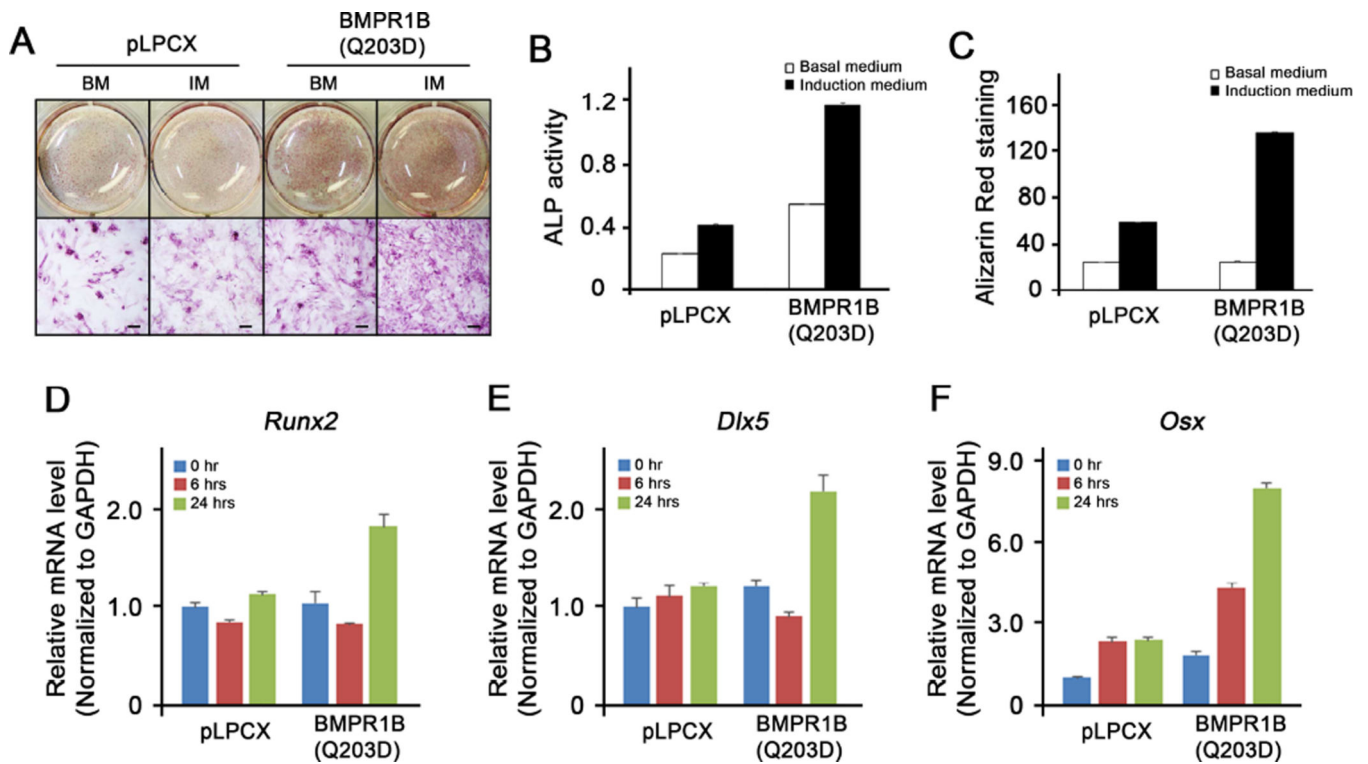 A
pLPCX
BMPR1B
(Q203D)
BM
IM
BM
IM
B
ALP activity
1.2
0.8
0.4
0
Basal medium
Induction medium
pLPCX
BMPR1B
(Q203D)
C
Alizarin Red staining
160
120
80
40
0
Basal medium
Induction medium
pLPCX
BMPR1B
(Q203D)
D
Runx2
Relative mRNA level
(Normalized to GAPDH)
2.0
1.0
0
0 hr
6 hrs
24 hrs
pLPCX
BMPR1B
(Q203D)
E
Dlx5
Relative mRNA level
(Normalized to GAPDH)
2.0
1.0
0
0 hr
6 hrs
24 hrs
pLPCX
BMPR1B
(Q203D)
F
Osx
Relative mRNA level
(Normalized to GAPDH)
9.0
6.0
3.0
0
0 hr
6 hrs
24 hrs
pLPCX
BMPR1B
(Q203D)